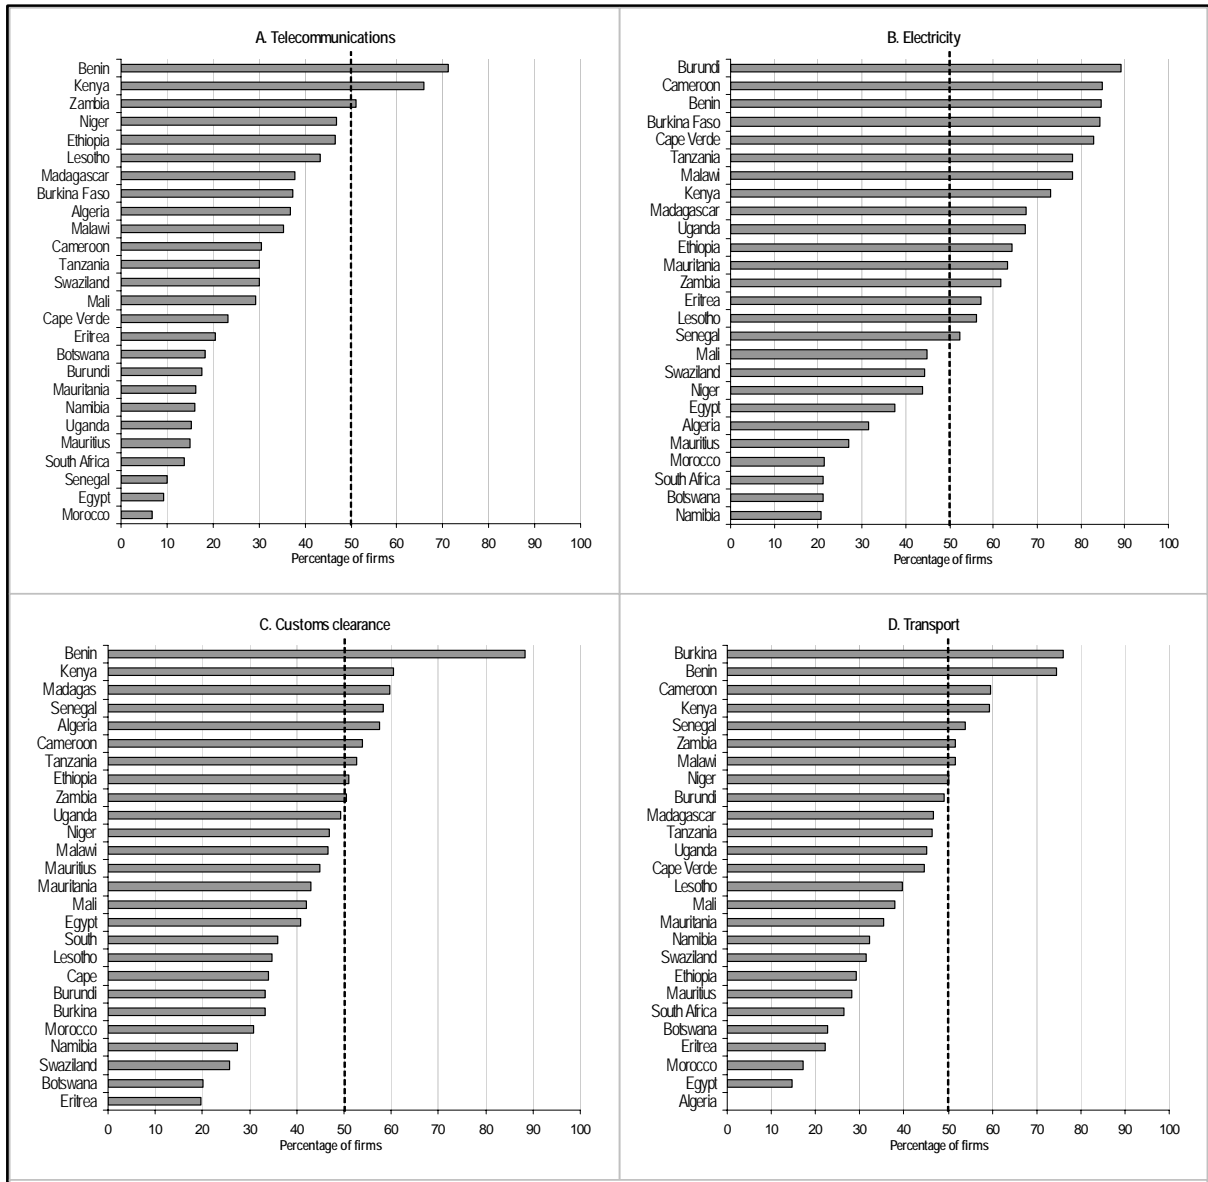 A. Telecommunications
Benin
Kenya
Zambia
Niger
Ethiopia
Lesotho
Madagascar
Burkina Faso
Algeria
Malawi
Cameroon
Tanzania
Swaziland
Mali
Cape Verde
Eritrea
Botswana
Burundi
Mauritania
Namibia
Uganda
Mauritius
South Africa
Senegal
Egypt
Morocco
0 10 20 30 40 50 60 70 80 90 100
Percentage of firms
B. Electricity
Burundi
Cameroon
Benin
Burkina Faso
Cape Verde
Tanzania
Malawi
Kenya
Madagascar
Uganda
Ethiopia
Mauritania
Zambia
Eritrea
Lesotho
Senegal
Mali
Swaziland
Niger
Egypt
Algeria
Mauritius
Morocco
South Africa
Botswana
Namibia
0 10 20 30 40 50 60 70 80 90 100
Percentage of firms
C. Customs clearance
Benin
Kenya
Madagas
Senegal
Algeria
Cameroon
Tanzania
Ethiopia
Zambia
Uganda
Niger
Malawi
Mauritius
Mauritania
Mali
Egypt
South
Lesotho
Cape
Burundi
Burkina
Morocco
Namibia
Swaziland
Botswana
Eritrea
0 10 20 30 40 50 60 70 80 90 100
Percentage of firms
D. Transport
Burkina
Benin
Cameroon
Kenya
Senegal
Zambia
Malawi
Niger
Burundi
Madagascar
Tanzania
Uganda
Cape Verde
Lesotho
Mali
Mauritania
Namibia
Swaziland
Ethiopia
Mauritius
South Africa
Botswana
Eritrea
Morocco
Egypt
Algeria
0 10 20 30 40 50 60 70 80 90 100
Percentage of firms